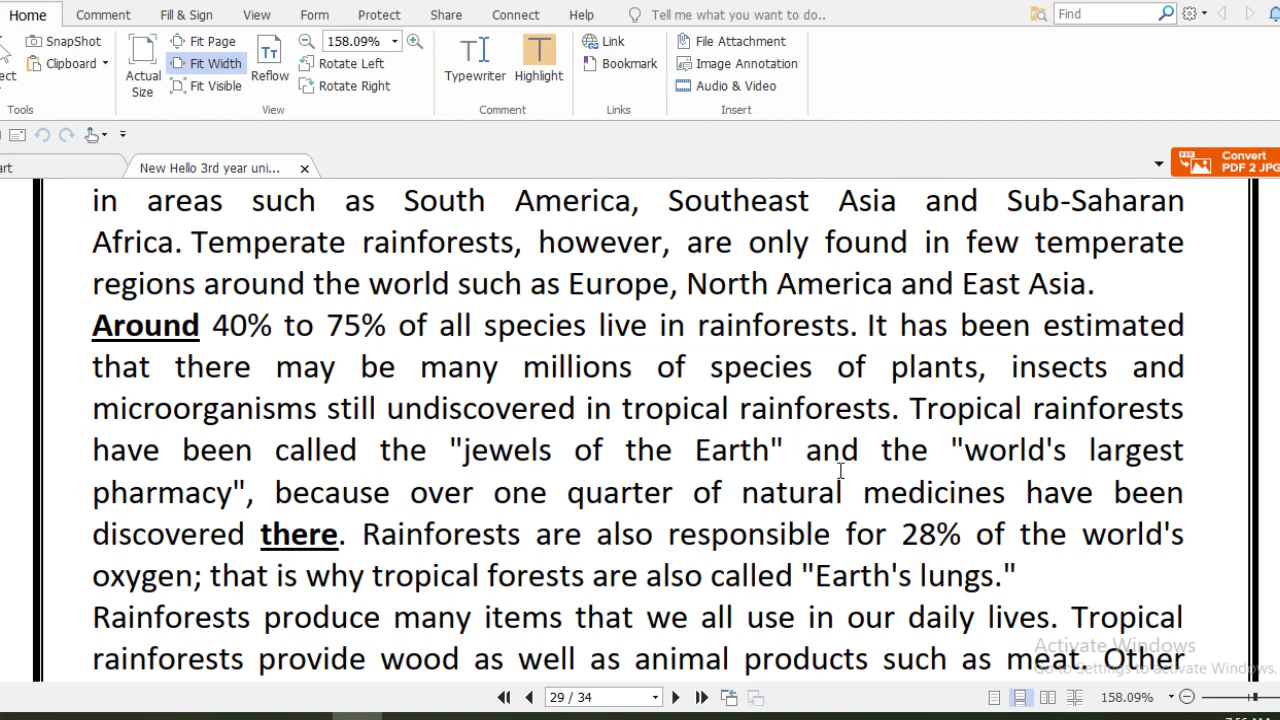 Home Comment Fill & Sign View Form Protect Share Connect Help Tell me what you want to do.. Find
SnapShot Fit Page 158.09% Link File Attachment
Clipboard Fit Width Rotate Left Bookmark Image Annotation
Actual Size Fit Visible Reflow Rotate Right Typewriter Highlight Audio & Video
Tools View Comment Links Insert
New Hello 3rd year uni... Convert
PDF 2 JPG
in areas such as South America, Southeast Asia and Sub-Saharan
Africa. Temperate rainforests, however, are only found in few temperate
regions around the world such as Europe, North America and East Asia.
Around 40% to 75% of all species live in rainforests. It has been estimated
that there may be many millions of species of plants, insects and
microorganisms still undiscovered in tropical rainforests. Tropical rainforests
have been called the "jewels of the Earth" and the "world's largest
pharmacy", because over one quarter of natural medicines have been
discovered there. Rainforests are also responsible for 28% of the world's
oxygen; that is why tropical forests are also called "Earth's lungs."
Rainforests produce many items that we all use in our daily lives. Tropical
rainforests provide wood as well as animal products such as meat. Other
Activate Windows
Go to Settings to activate Windows.
29 / 34 158.09%